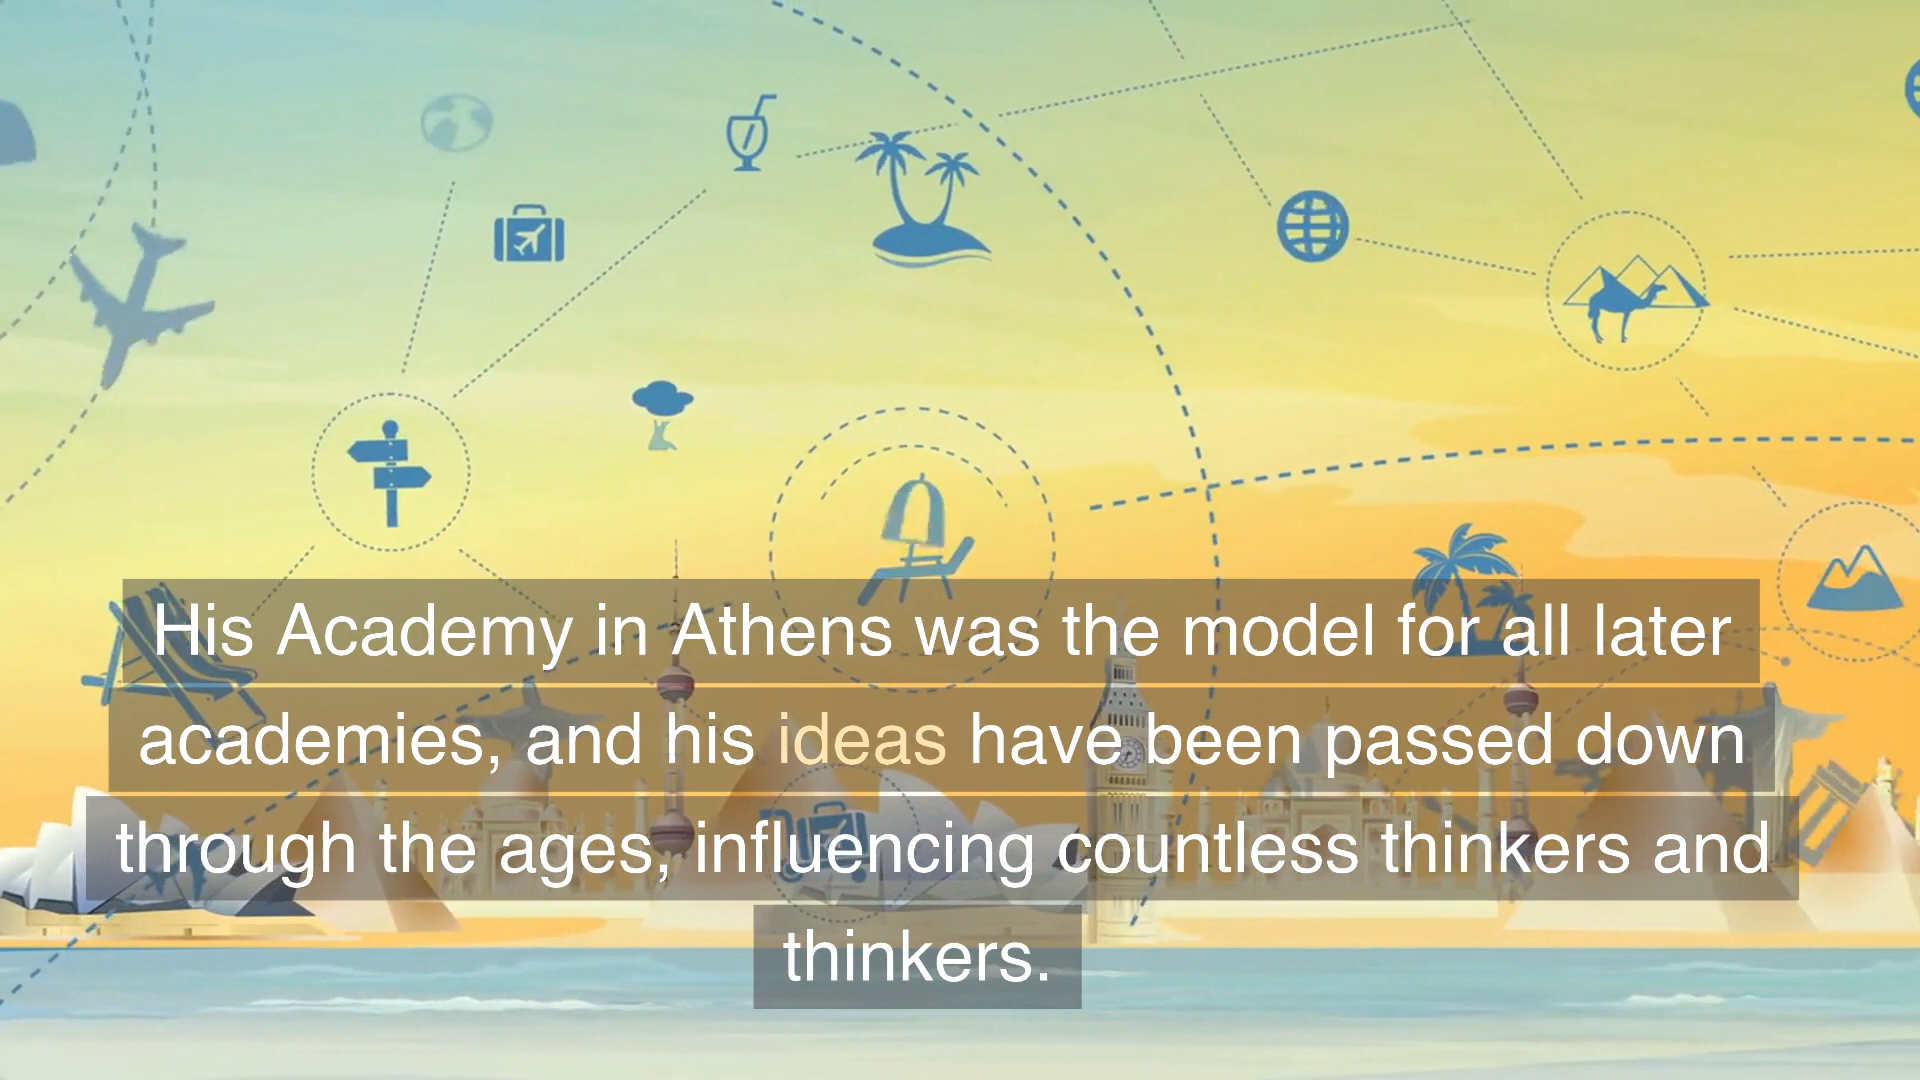 His Academy in Athens was the model for all later
academies, and his ideas have been passed down
through the ages, influencing countless thinkers and
thinkers.